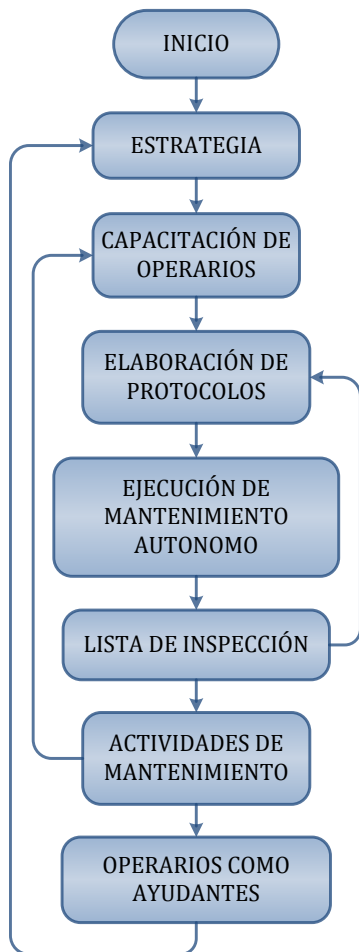 INICIO
ESTRATEGIA
CAPACITACIÓN DE
OPERARIOS
ELABORACIÓN DE
PROTOCOLOS
EJECUCIÓN DE
MANTENIMIENTO
AUTONOMO
LISTA DE INSPECCIÓN
ACTIVIDADES DE
MANTENIMIENTO
OPERARIOS COMO
AYUDANTES